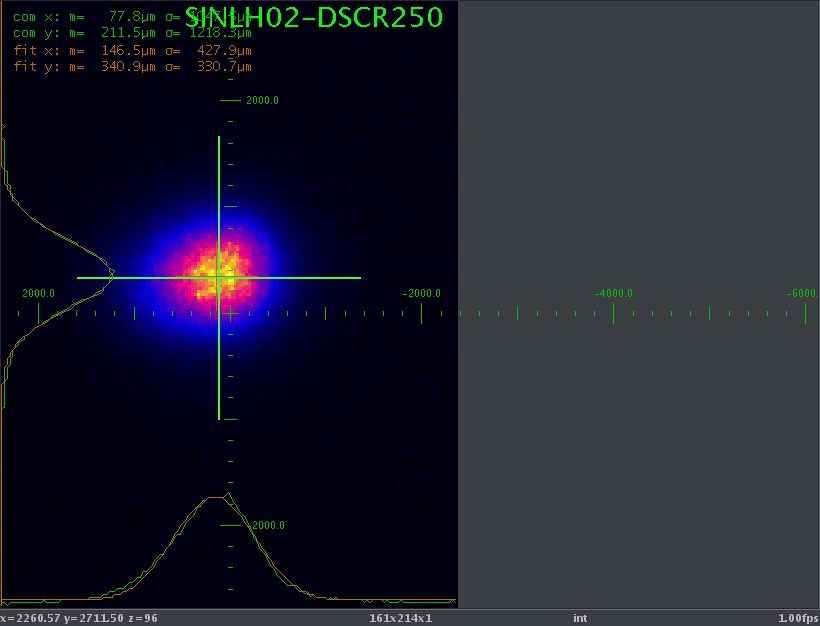 SJNLH02-DSCR250
com x: m= 77.8µm σ=
com y: m= 211.5µm σ= 1218.3µm
fit x: m= 146.5µm σ= 427.9µm
fit y: m= 340.9µm σ= 330.7µm
2000.0
2000.0 -2000.0 -4000.0 -6000.
-2000.0
x=2260.57 y=2711.50 z=96 161x214x1 int 1.00fps